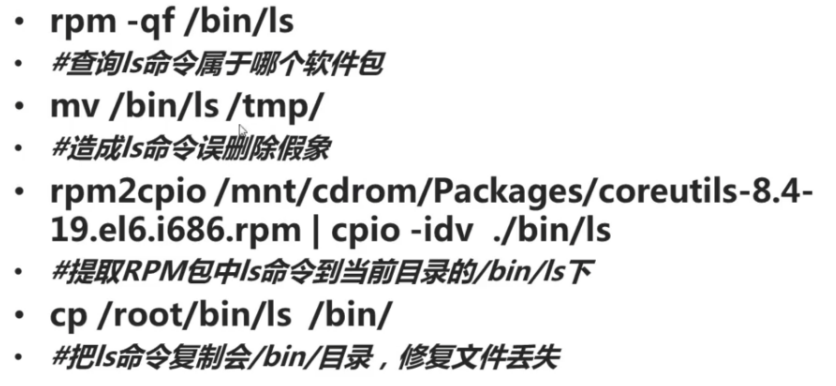 • rpm -qf /bin/ls
• #查询ls命令属于哪个软件包
• mv /bin/ls /tmp/
• #造成ls命令误删除假象
• rpm2cpio /mnt/cdrom/Packages/coreutils-8.4-
19.el6.i686.rpm | cpio -idv ./bin/ls
• #提取RPM包中ls命令到当前目录的/bin/ls下
• cp /root/bin/ls /bin/
• #把ls命令复制会/bin/目录，修复文件丢失